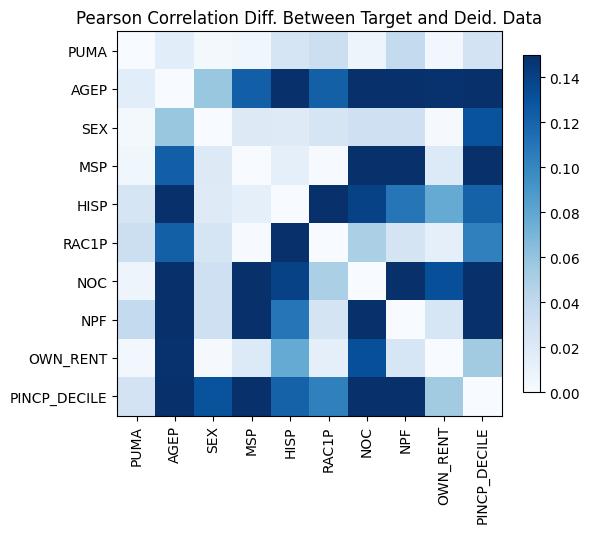 Pearson Correlation Diff. Between Target and Deid. Data
PUMA
AGEP
SEX
MSP
HISP
RAC1P
NOC
NPF
OWN_RENT
PINCP_DECILE
PUMA
AGEP
SEX
MSP
HISP
RAC1P
NOC
NPF
OWN_RENT
PINCP_DECILE
0.14
0.12
0.10
0.08
0.06
0.04
0.02
0.00